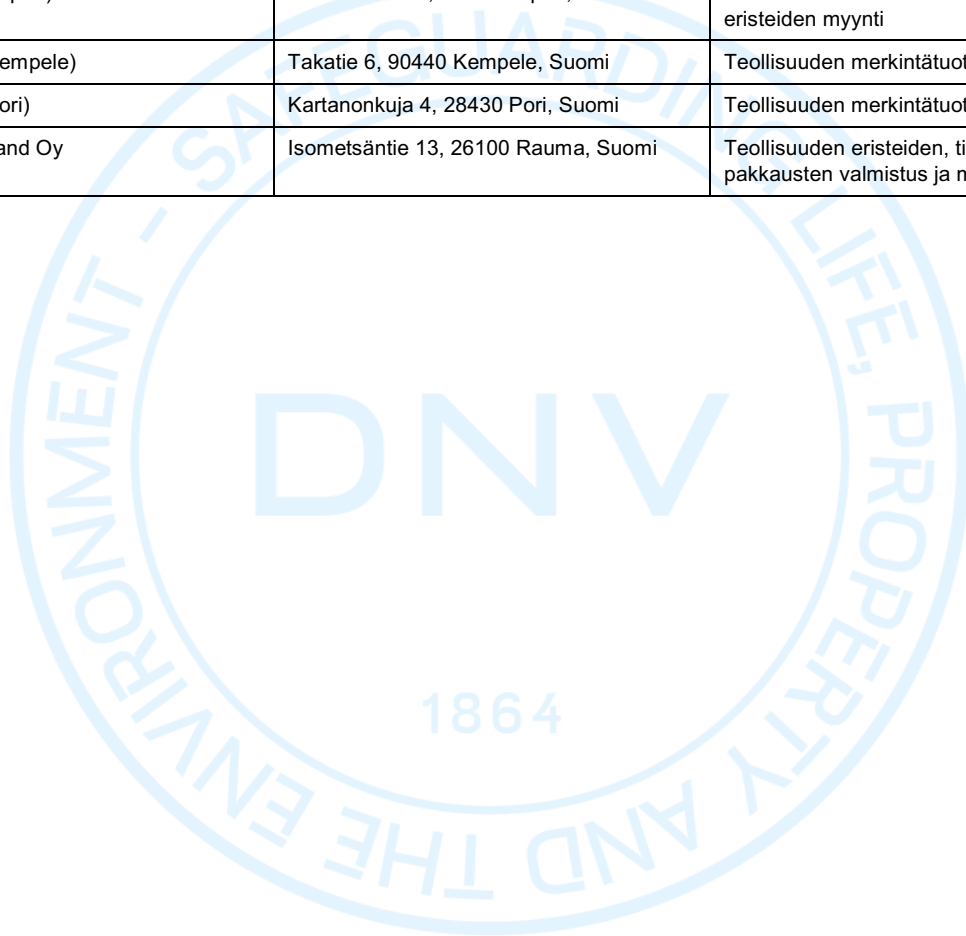 eristeiden myynti
empele) Takatie 6, 90440 Kempele, Suomi Teollisuuden merkintätuot
ori) Kartanonkuja 4, 28430 Pori, Suomi Teollisuuden merkintätuot
and Oy Isometsäntie 13, 26100 Rauma, Suomi Teollisuuden eristeiden, ti
pakkausten valmistus ja m
SAFEGUARDING LIFE, PROPERTY AND THE ENVIRONMENT -
DNV
1864